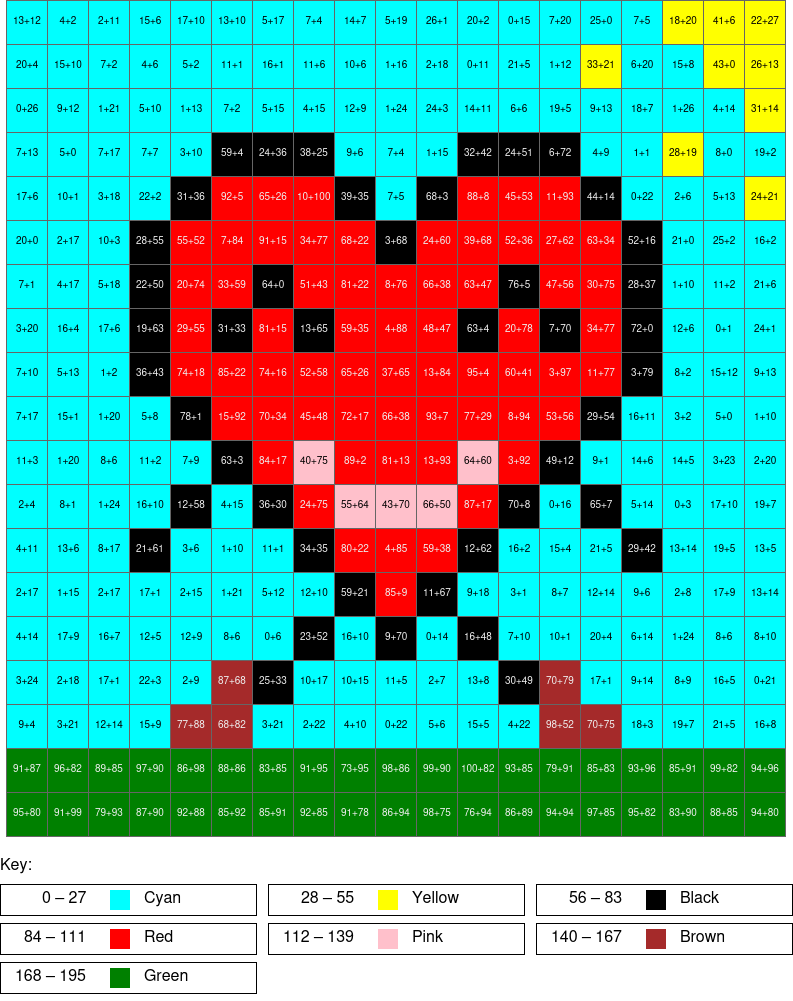 13+12 4+2 2+11 15+6 17+10 13+10 5+17 7+4 14+7 5+19 26+1 20+2 0+15 7+20 25+0 7+5 18+20 41+6 22+27
20+4 15+10 7+2 4+6 5+2 11+1 16+1 11+6 10+6 1+16 2+18 0+11 21+5 1+12 33+21 6+20 15+8 43+0 26+13
0+26 9+12 1+21 5+10 1+13 7+2 5+15 4+15 12+9 1+24 24+3 14+11 6+6 19+5 9+13 18+7 1+26 4+14 31+14
7+13 5+0 7+17 7+7 3+10 59+4 24+36 38+25 9+6 7+4 1+15 32+42 24+51 6+72 4+9 1+1 28+19 8+0 19+2
17+6 10+1 3+18 22+2 31+36 92+5 65+26 10+100 39+35 7+5 68+3 88+8 45+53 11+93 44+14 0+22 2+6 5+13 24+21
20+0 2+17 10+3 28+55 55+52 7+84 91+15 34+77 68+22 3+68 24+60 39+68 52+36 27+62 63+34 52+16 21+0 25+2 16+2
7+1 4+17 5+18 22+50 20+74 33+59 64+0 51+43 81+22 8+76 66+38 63+47 76+5 47+56 30+75 28+37 1+10 11+2 21+6
3+20 16+4 17+6 19+63 29+55 31+33 81+15 13+65 59+35 4+88 48+47 63+4 20+78 7+70 34+77 72+0 12+6 0+1 24+1
7+10 5+13 1+2 36+43 74+18 85+22 74+16 52+58 65+26 37+65 13+84 95+4 60+41 3+97 11+77 3+79 8+2 15+12 9+13
7+17 15+1 1+20 5+8 78+1 15+92 70+34 45+48 72+17 66+38 93+7 77+29 8+94 53+56 29+54 16+11 3+2 5+0 1+10
11+3 1+20 8+6 11+2 7+9 63+3 84+17 40+75 89+2 81+13 13+93 64+60 3+92 49+12 9+1 14+6 14+5 3+23 2+20
2+4 8+1 1+24 16+10 12+58 4+15 36+30 24+75 55+64 43+70 66+50 87+17 70+8 0+16 65+7 5+14 0+3 17+10 19+7
4+11 13+6 8+17 21+61 3+6 1+10 11+1 34+35 80+22 4+85 59+38 12+62 16+2 15+4 21+5 29+42 13+14 19+5 13+5
2+17 1+15 2+17 17+1 2+15 1+21 5+12 12+10 59+21 85+9 11+67 9+18 3+1 8+7 12+14 9+6 2+8 17+9 13+14
4+14 17+9 16+7 12+5 12+9 8+6 0+6 23+52 16+10 9+70 0+14 16+48 7+10 10+1 20+4 6+14 1+24 8+6 8+10
3+24 2+18 17+1 22+3 2+9 87+68 25+33 10+17 10+15 11+5 2+7 13+8 30+49 70+79 17+1 9+14 8+9 16+5 0+21
9+4 3+21 12+14 15+9 77+88 68+82 3+21 2+22 4+10 0+22 5+6 15+5 4+22 98+52 70+75 18+3 19+7 21+5 16+8
91+87 96+82 89+85 97+90 86+98 88+86 83+85 91+95 73+95 98+86 99+90 100+82 93+85 79+91 85+83 93+96 85+91 99+82 94+96
95+80 91+99 79+93 87+90 92+88 85+92 85+91 92+85 91+78 86+94 98+75 76+94 86+89 94+94 97+85 95+82 83+90 88+85 94+80
Key:
0 – 27 Cyan 28 – 55 Yellow 56 – 83 Black
84 – 111 Red 112 – 139 Pink 140 – 167 Brown
168 – 195 Green